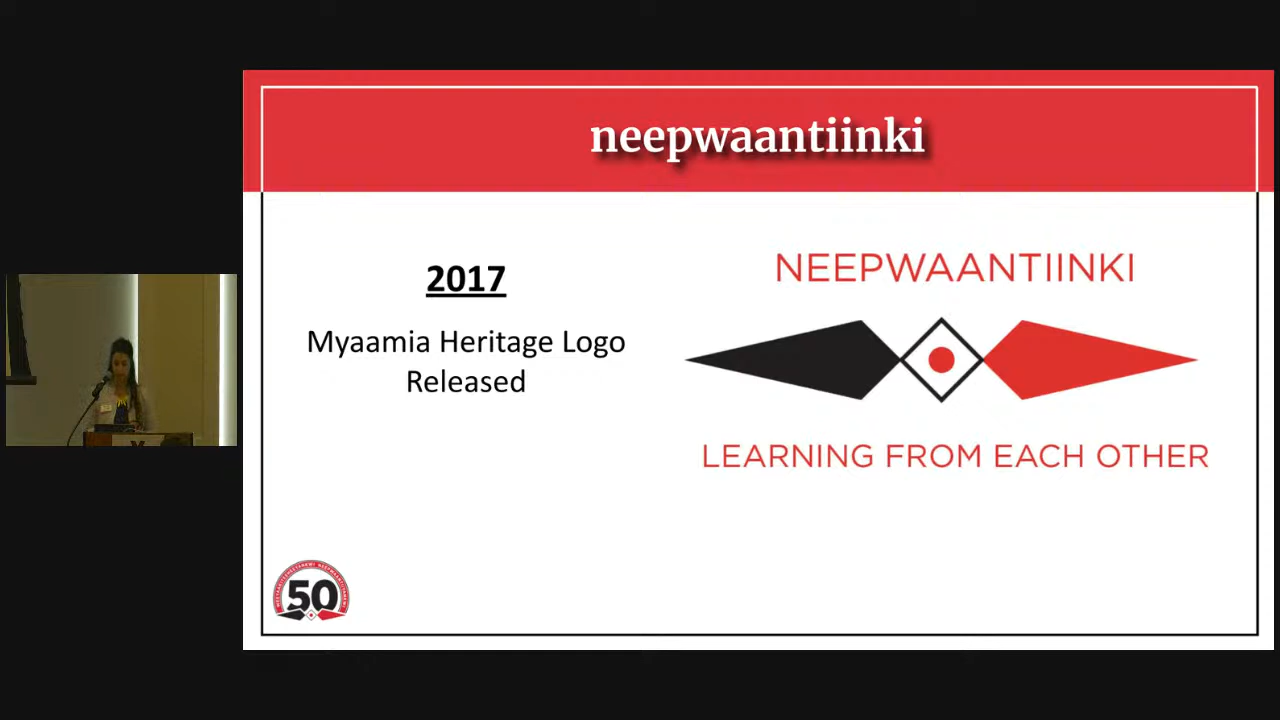 neepwaantiinki
2017
Myaamia Heritage Logo
Released
NEEPWAANTIINKI
LEARNING FROM EACH OTHER
50